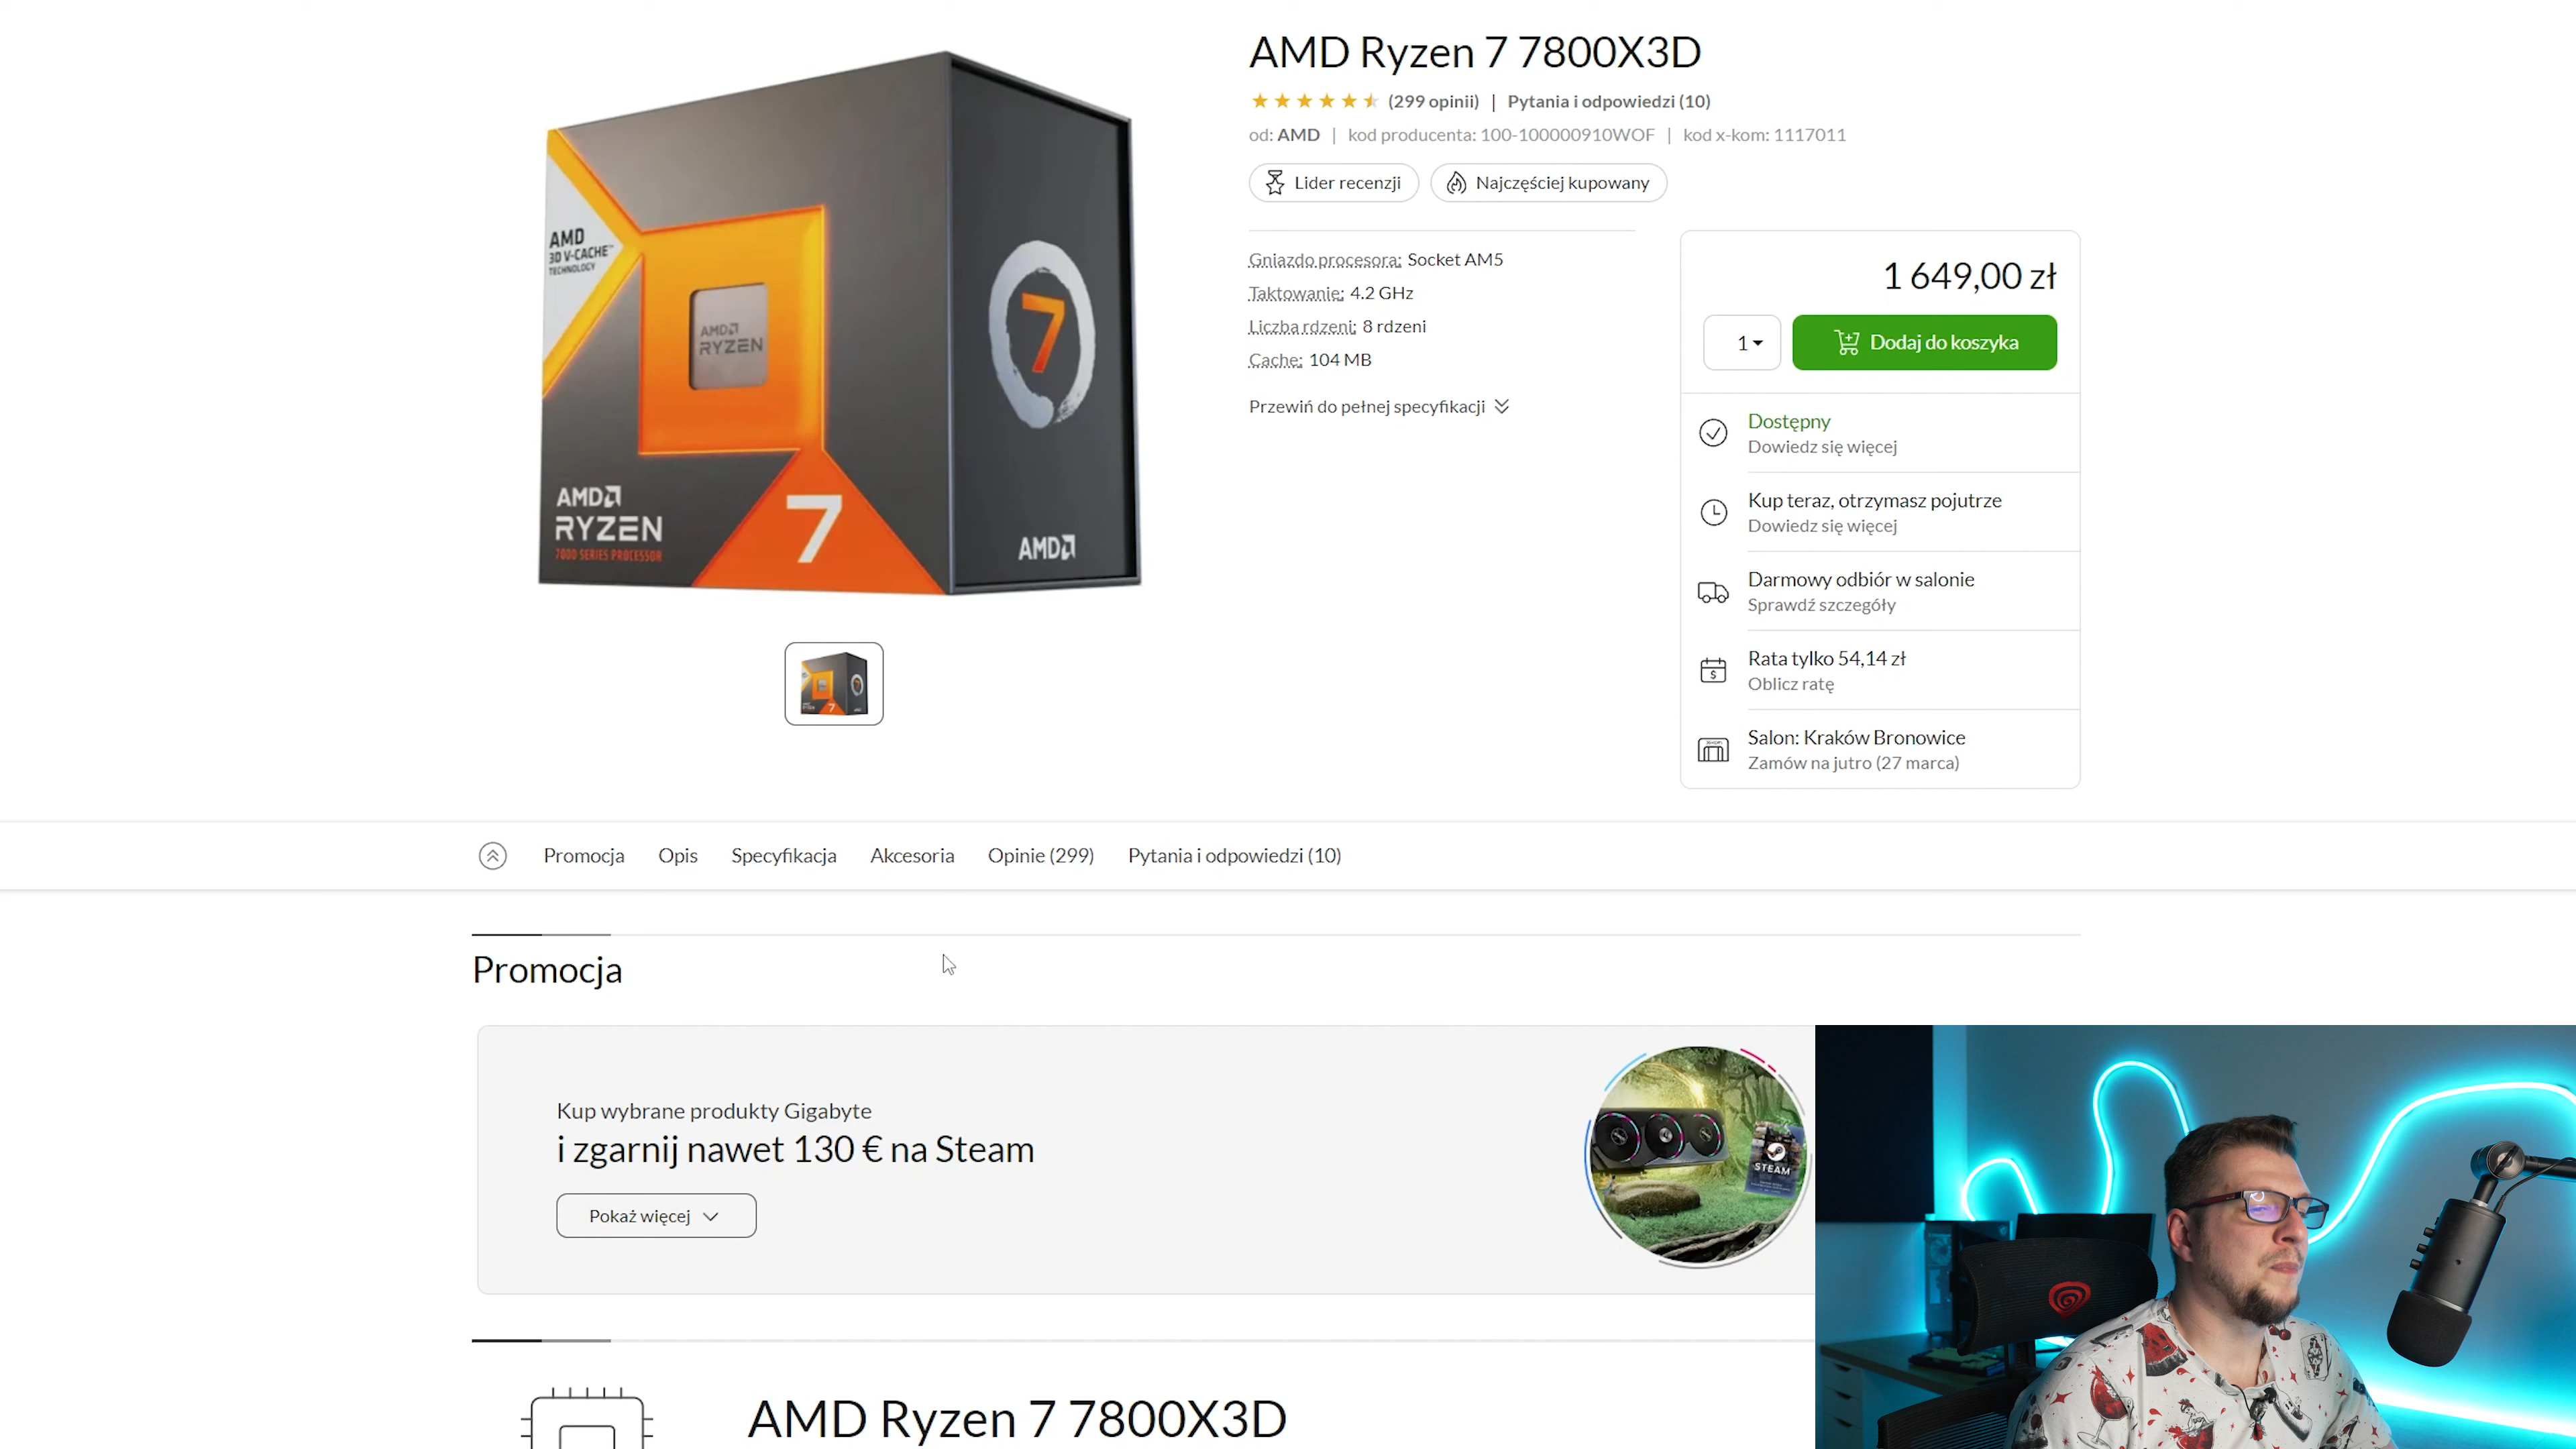 AMD Ryzen 7 7800X3D
(299 opinii) | Pytania i odpowiedzi (10)
od: AMD | kod producenta: 100-100000910WOF | kod x-kom: 1117011
Lider recenzji
Najczęściej kupowany
AMD
3D V-CACHE™
TECHNOLOGY
AMD
RYZEN
7
AMD
RYZEN
7000 SERIES PROCESSOR
7
AMD
Gniazdo procesora: Socket AM5
Taktowanie: 4.2 GHz
Liczba rdzeni: 8 rdzeni
Cache: 104 MB
Przewiń do pełnej specyfikacji
1 649,00 zł
1
Dodaj do koszyka
Dostępny
Dowiedz się więcej
Kup teraz, otrzymasz pojutrze
Dowiedz się więcej
Darmowy odbiór w salonie
Sprawdź szczegóły
Rata tylko 54,14 zł
Oblicz ratę
Salon: Kraków Bronowice
Zamów na jutro (27 marca)
Promocja
Opis
Specyfikacja
Akcesoria
Opinie (299)
Pytania i odpowiedzi (10)
Promocja
Kup wybrane produkty Gigabyte
i zgarnij nawet 130 € na Steam
Pokaż więcej
STEAM
AMD Ryzen 7 7800X3D